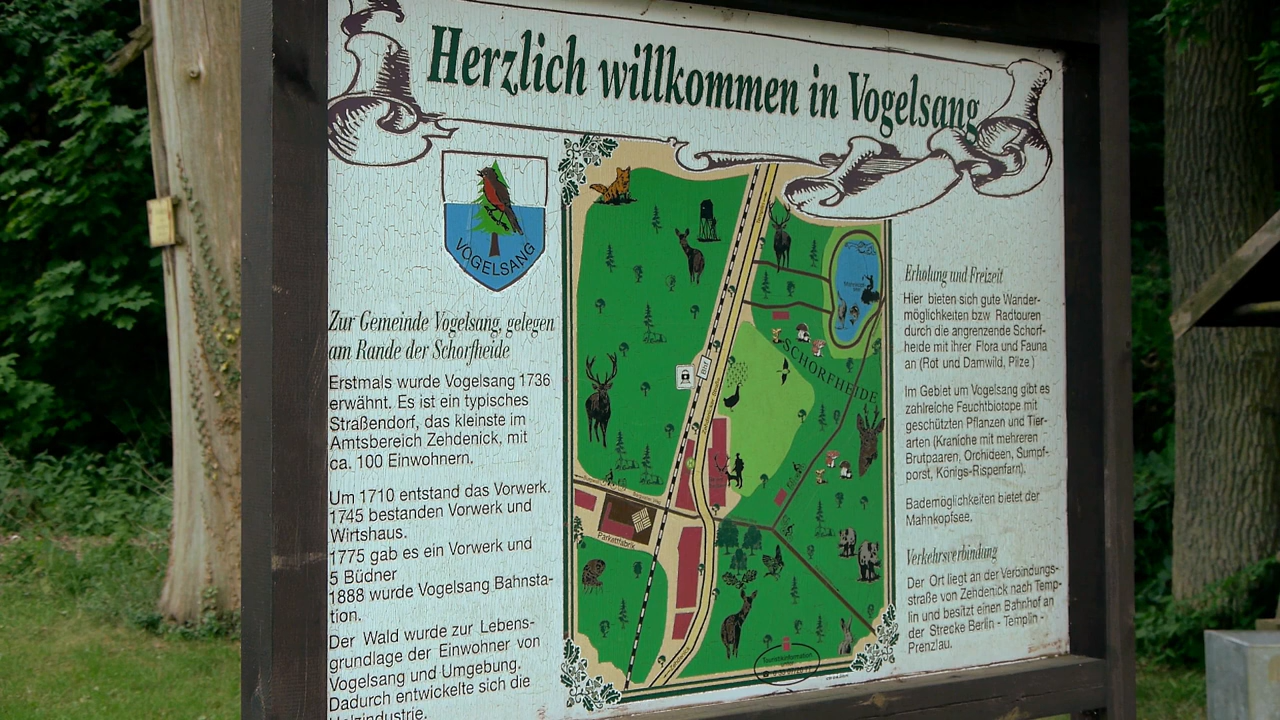 Herzlich willkommen in Vogelsang
VOGELSANG
Zur Gemeinde Vogelsang, gelegen
am Rande der Schorfheide
Erstmals wurde Vogelsang 1736
erwähnt. Es ist ein typisches
Straßendorf, das kleinste im
Amtsbereich Zehdenick, mit
ca. 100 Einwohnern.
Um 1710 entstand das Vorwerk.
1745 bestanden Vorwerk und
Wirtshaus.
1775 gab es ein Vorwerk und
5 Büdner
1888 wurde Vogelsang Bahnsta-
tion.
Der Wald wurde zur Lebens-
grundlage der Einwohner von
Vogelsang und Umgebung.
Dadurch entwickelte sich die
Holzindustrie.
SCHORFHEIDE
Bhf
Parkettfabrik
Touristinformation
Erholung und Freizeit
Hier bieten sich gute Wander-
möglichkeiten bzw Radtouren
durch die angrenzende Schorf-
heide mit ihrer Flora und Fauna
an (Rot und Damwild, Pilze.)
Im Gebiet um Vogelsang gibt es
zahlreiche Feuchtbiotope mit
geschützten Pflanzen und Tier-
arten (Kraniche mit mehreren
Brutpaaren, Orchideen, Sumpf-
porst, Königs-Rispenfarn).
Bademöglichkeiten bietet der
Mahnkopfsee.
Verkehrsverbindung
Der Ort liegt an der Verbindungs-
straße von Zehdenick nach Temp-
lin und besitzt einen Bahnhof an
der Strecke Berlin - Templin -
Prenzlau.